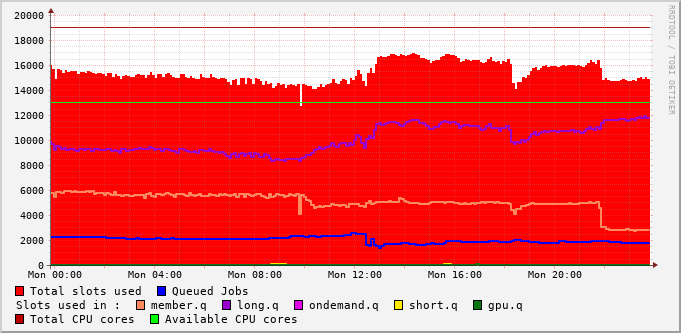 20000
18000
16000
14000
12000
10000
8000
6000
4000
2000
0
Mon 00:00 Mon 04:00 Mon 08:00 Mon 12:00 Mon 16:00 Mon 20:00
RRDTOOL / TOBI OETIKER
Total slots used Queued Jobs
Slots used in : member.q long.q ondemand.q short.q gpu.q
Total CPU cores Available CPU cores